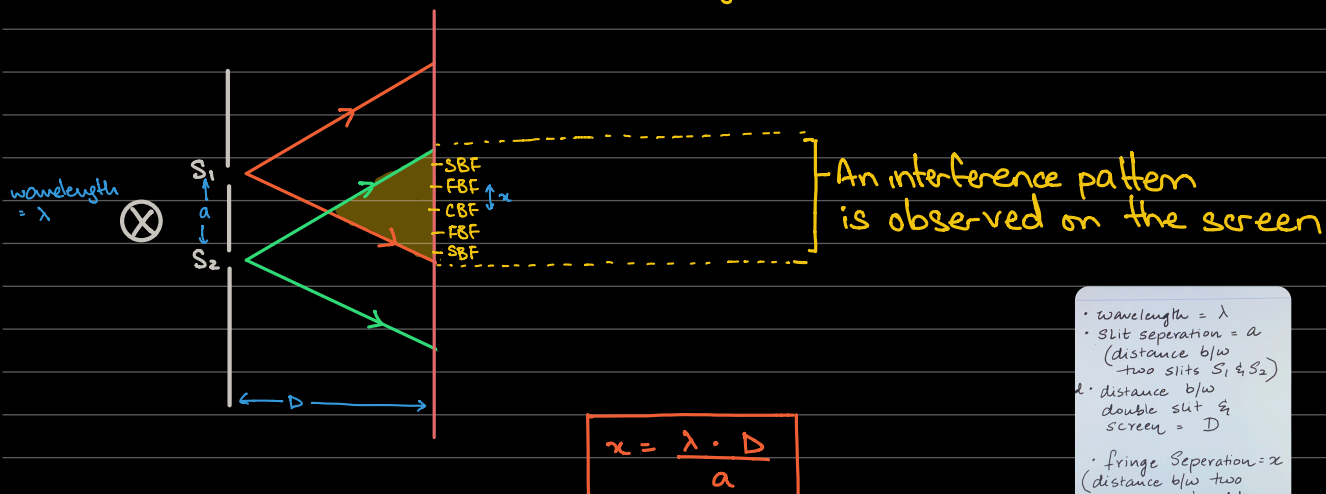 S₁
wavelength
= λ
a
S₂
SBF
FBF
x
CBF
FBF
SBF
An interference pattern
is observed on the screen
D
x = λ · D
a
· wavelength = λ
· slit seperation = a
(distance b/w
two slits S₁ & S₂)
· distance b/w
double slit &
screen = D
· fringe Seperation = x
(distance b/w two